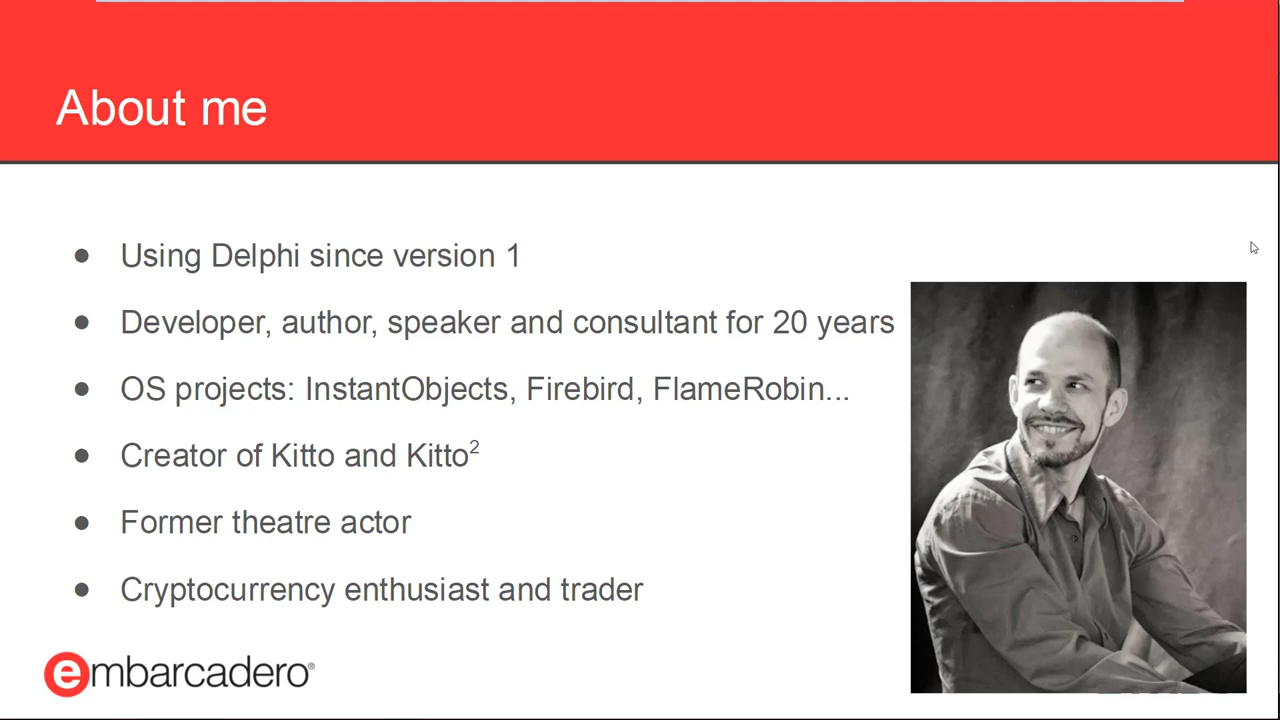 About me
● Using Delphi since version 1
● Developer, author, speaker and consultant for 20 years
● OS projects: InstantObjects, Firebird, FlameRobin...
● Creator of Kitto and Kitto²
● Former theatre actor
● Cryptocurrency enthusiast and trader
embarcadero®